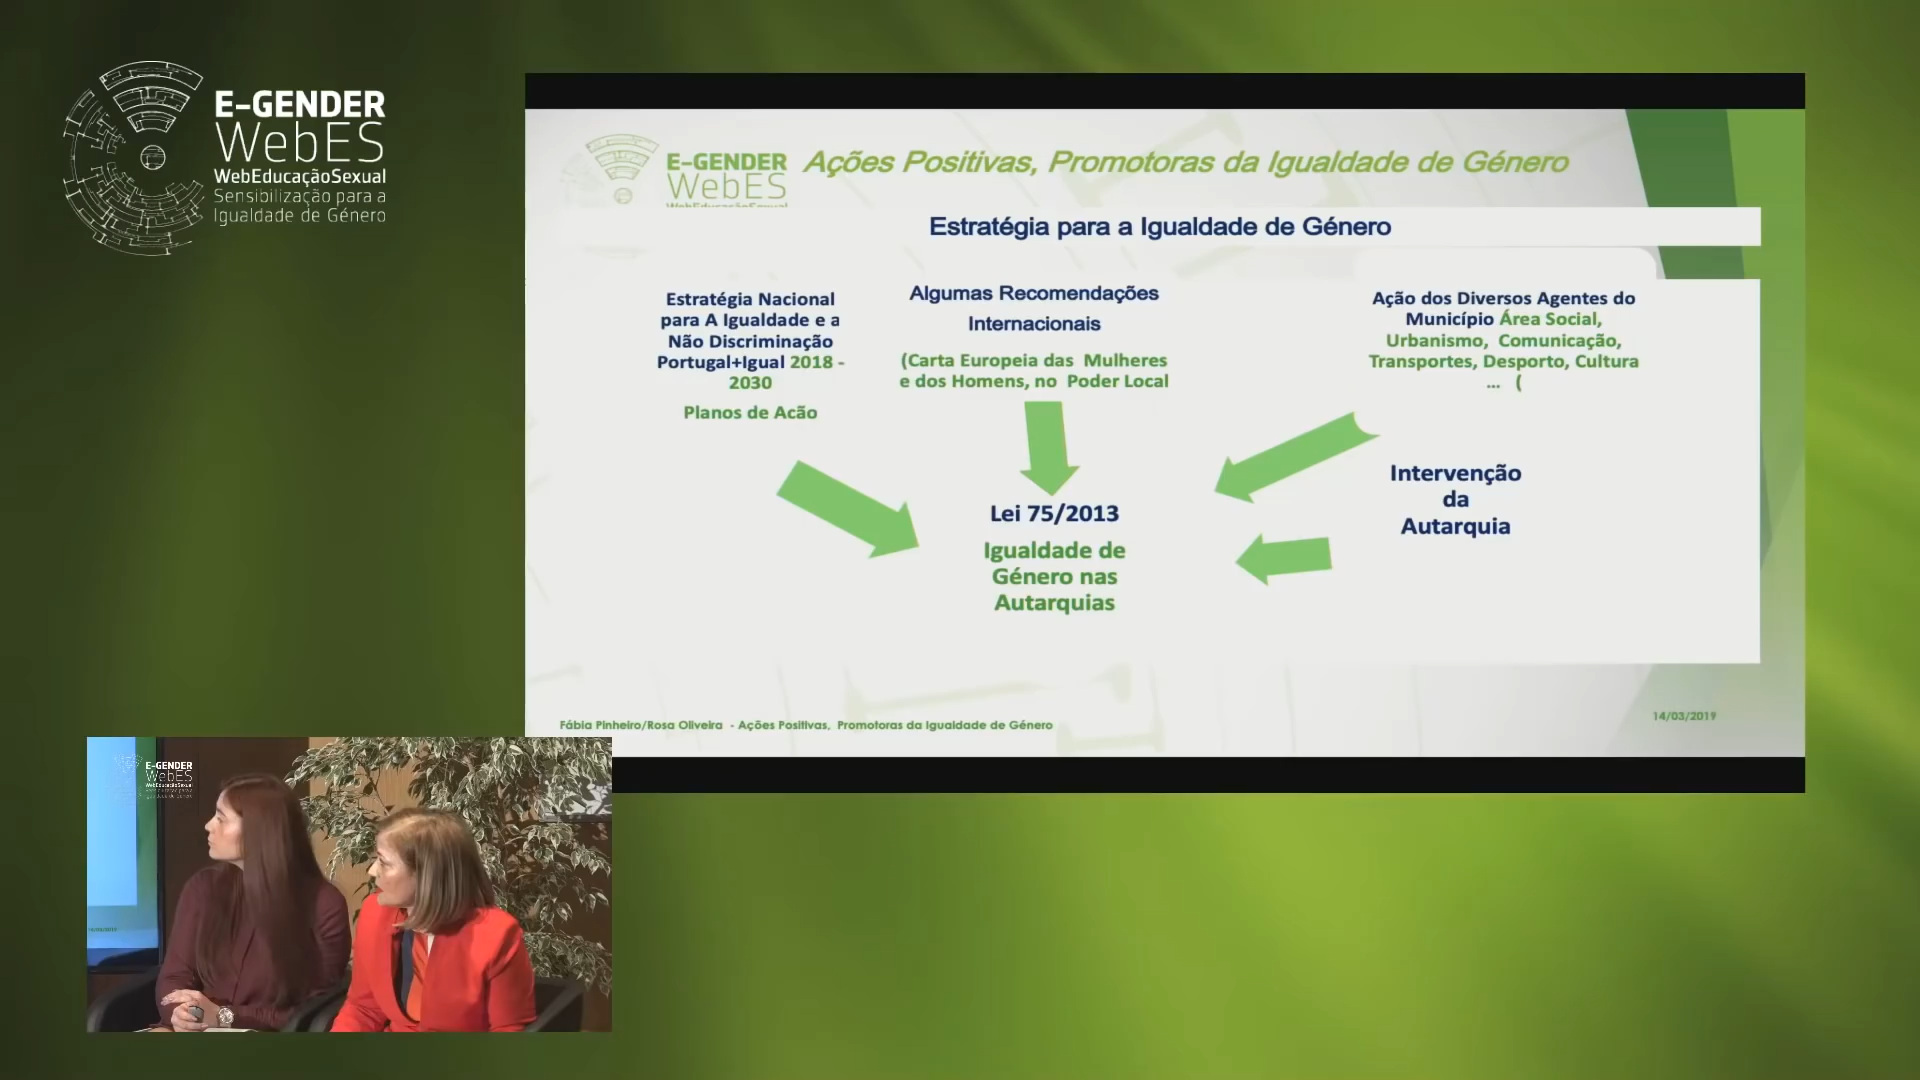 E-GENDER
WebES
WebEducaçãoSexual
Sensibilização para a
Igualdade de Género
E-GENDER
WebES
WebEducaçãoSexual
Ações Positivas, Promotoras da Igualdade de Género
Estratégia para a Igualdade de Género
Estratégia Nacional
para A Igualdade e a
Não Discriminação
Portugal+Igual 2018 -
2030
Planos de Acão
Algumas Recomendações
Internacionais
(Carta Europeia das Mulheres
e dos Homens, no Poder Local
Ação dos Diversos Agentes do
Município Área Social,
Urbanismo, Comunicação,
Transportes, Desporto, Cultura
... (
Intervenção
da
Autarquia
Lei 75/2013
Igualdade de
Género nas
Autarquias
Fábia Pinheiro/Rosa Oliveira - Ações Positivas, Promotoras da Igualdade de Género
14/03/2019
E-GENDER
WebES
WebEducaçãoSexual